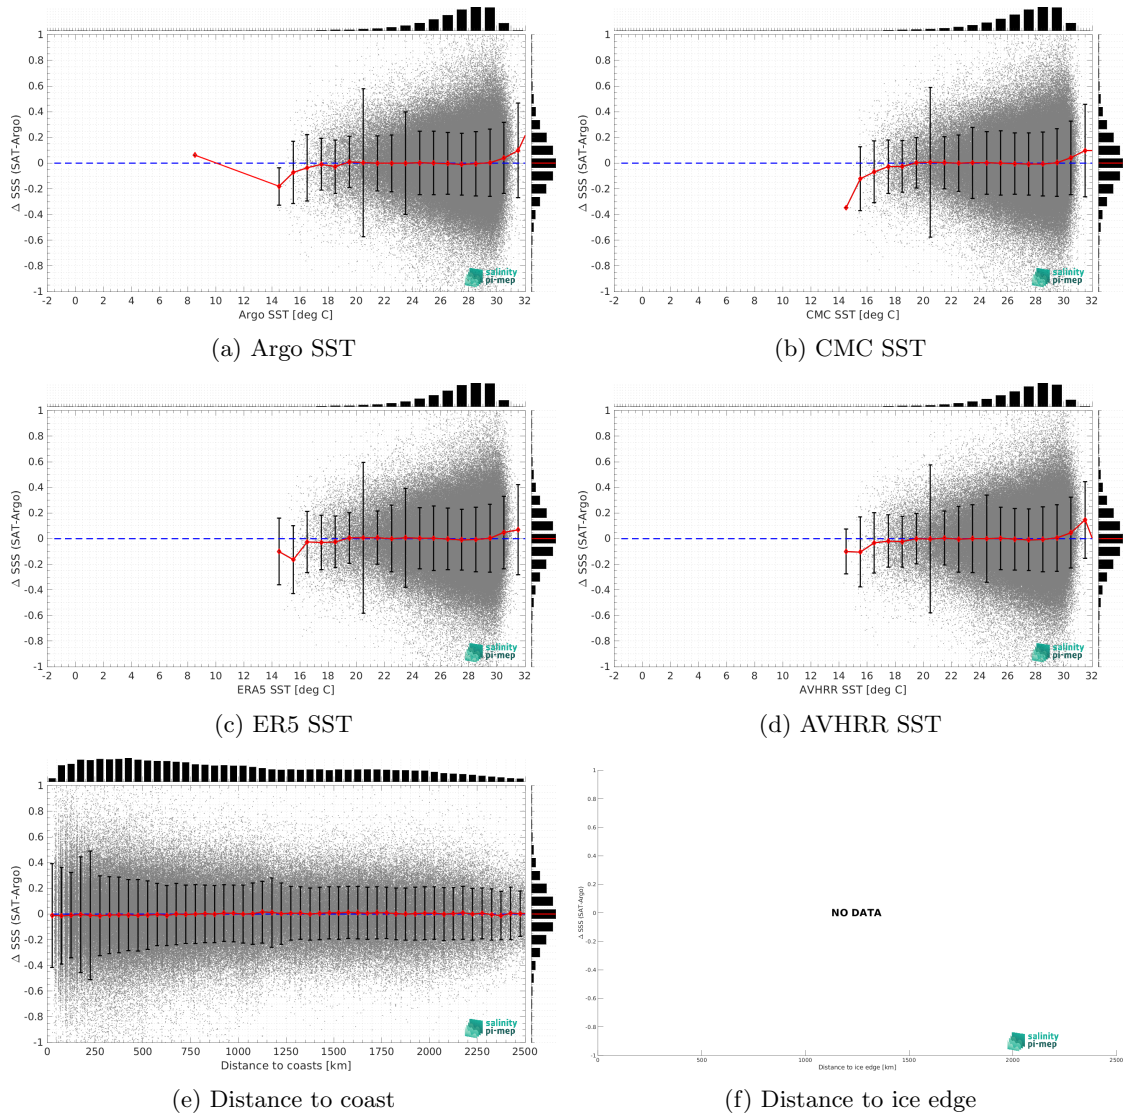 1
0.8
0.6
0.4
0.2
0
-0.2
-0.4
-0.6
-0.8
-1
Δ SSS (SAT-Argo)
salinity
pi-mep
-2 0 2 4 6 8 10 12 14 16 18 20 22 24 26 28 30 32
Argo SST [deg C]
(a) Argo SST
1
0.8
0.6
0.4
0.2
0
-0.2
-0.4
-0.6
-0.8
-1
Δ SSS (SAT-Argo)
salinity
pi-mep
-2 0 2 4 6 8 10 12 14 16 18 20 22 24 26 28 30 32
CMC SST [deg C]
(b) CMC SST
1
0.8
0.6
0.4
0.2
0
-0.2
-0.4
-0.6
-0.8
-1
Δ SSS (SAT-Argo)
salinity
pi-mep
-2 0 2 4 6 8 10 12 14 16 18 20 22 24 26 28 30 32
ERA5 SST [deg C]
(c) ER5 SST
1
0.8
0.6
0.4
0.2
0
-0.2
-0.4
-0.6
-0.8
-1
Δ SSS (SAT-Argo)
salinity
pi-mep
-2 0 2 4 6 8 10 12 14 16 18 20 22 24 26 28 30 32
AVHRR SST [deg C]
(d) AVHRR SST
1
0.8
0.6
0.4
0.2
0
-0.2
-0.4
-0.6
-0.8
-1
Δ SSS (SAT-Argo)
salinity
pi-mep
0 250 500 750 1000 1250 1500 1750 2000 2250 2500
Distance to coasts [km]
(e) Distance to coast
1
0.8
0.6
0.4
0.2
0
-0.2
-0.4
-0.6
-0.8
-1
Δ SSS (SAT-Argo)
NO DATA
salinity
pi-mep
0 500 1000 1500 2000 2500
Distance to ice edge [km]
(f) Distance to ice edge